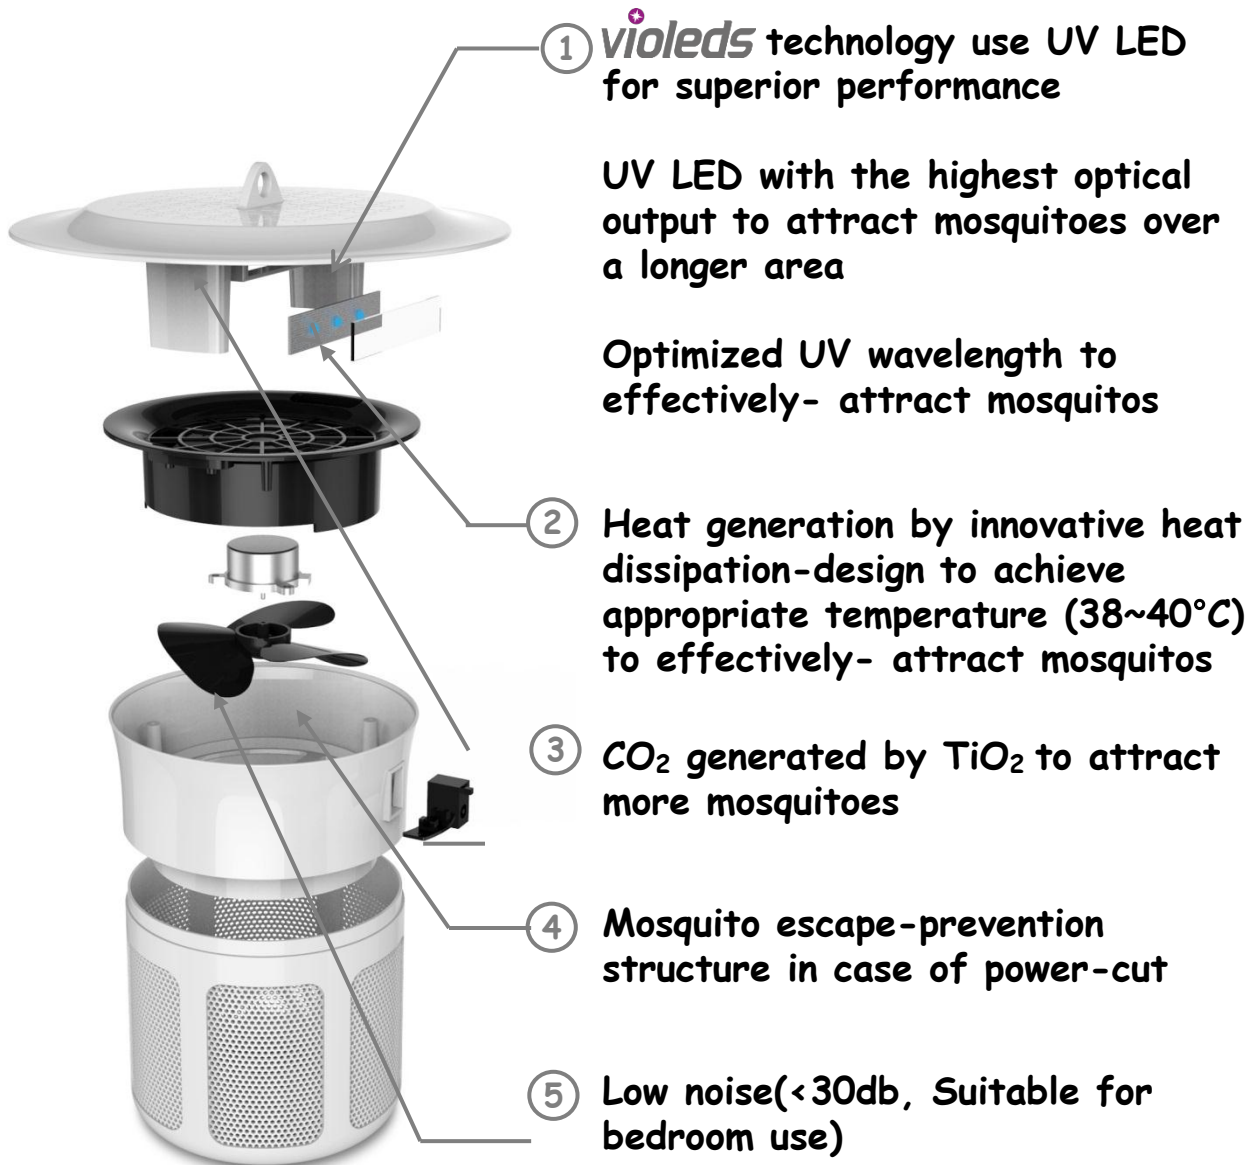 1 violeds technology use UV LED
for superior performance
UV LED with the highest optical
output to attract mosquitoes over
a longer area
Optimized UV wavelength to
effectively- attract mosquitos
2 Heat generation by innovative heat
dissipation-design to achieve
appropriate temperature (38~40°C)
to effectively- attract mosquitos
3 CO₂ generated by TiO₂ to attract
more mosquitoes
4 Mosquito escape-prevention
structure in case of power-cut
5 Low noise(<30db, Suitable for
bedroom use)